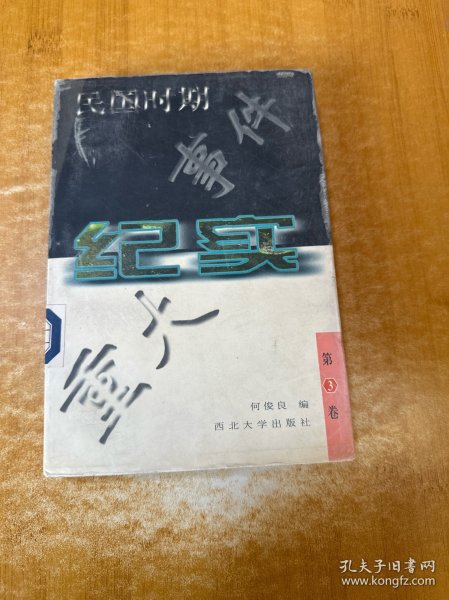 民国时期
重大
事件
纪实
第
3
卷
何俊良 编
西北大学出版社
孔夫子旧书网
www.kongfz.com